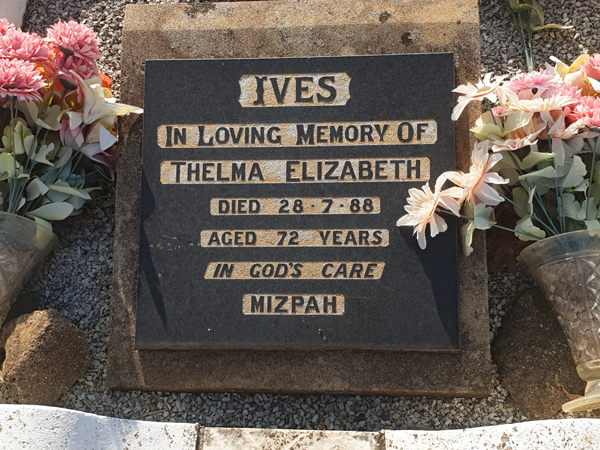 IVES
IN LOVING MEMORY OF
THELMA ELIZABETH
DIED 28-7-88
AGED 72 YEARS
IN GOD'S CARE
MIZPAH